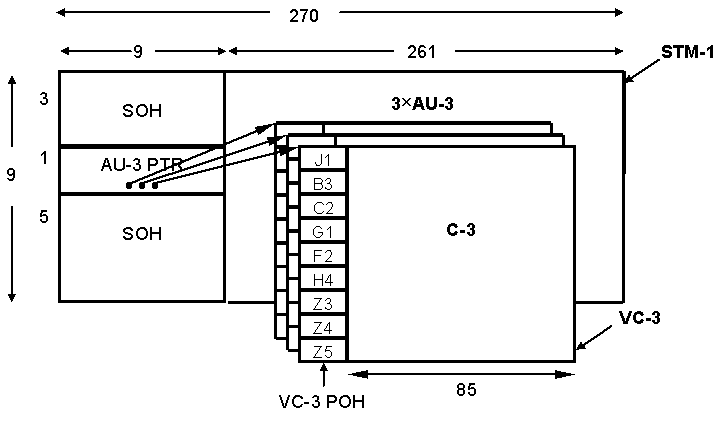 270
9
261
STM-1
3
SOH
3×AU-3
1
AU-3 PTR
J1
9
B3
5
C2
SOH
G1
C-3
F2
H4
Z3
VC-3
Z4
Z5
85
VC-3 POH